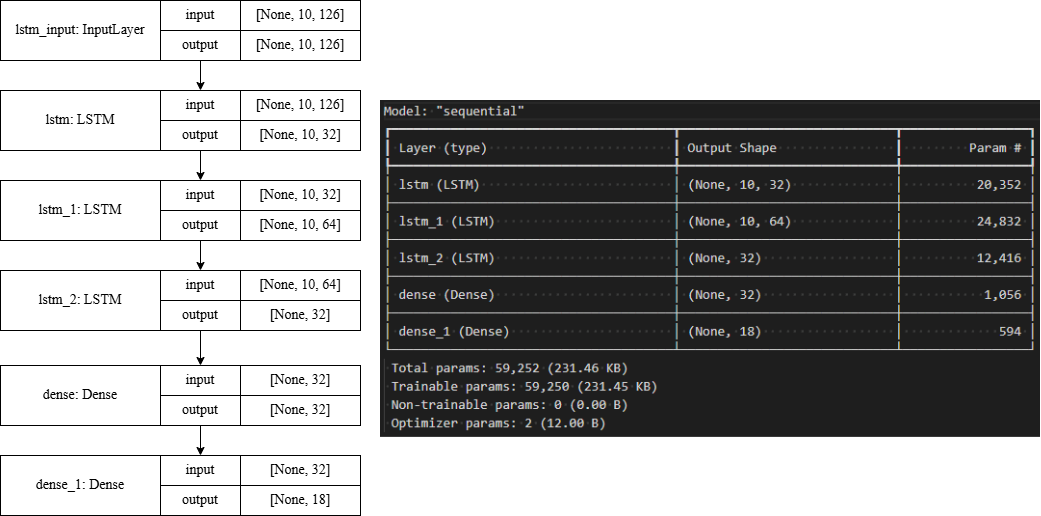 lstm_input: InputLayer
input [None, 10, 126]
output [None, 10, 126]
lstm: LSTM
input [None, 10, 126]
output [None, 10, 32]
lstm_1: LSTM
input [None, 10, 32]
output [None, 10, 64]
lstm_2: LSTM
input [None, 10, 64]
output [None, 32]
dense: Dense
input [None, 32]
output [None, 32]
dense_1: Dense
input [None, 32]
output [None, 18]
Model: "sequential"
Layer (type) Output Shape Param #
lstm (LSTM) (None, 10, 32) 20,352
lstm_1 (LSTM) (None, 10, 64) 24,832
lstm_2 (LSTM) (None, 32) 12,416
dense (Dense) (None, 32) 1,056
dense_1 (Dense) (None, 18) 594
Total params: 59,252 (231.46 KB)
Trainable params: 59,250 (231.45 KB)
Non-trainable params: 0 (0.00 B)
Optimizer params: 2 (12.00 B)